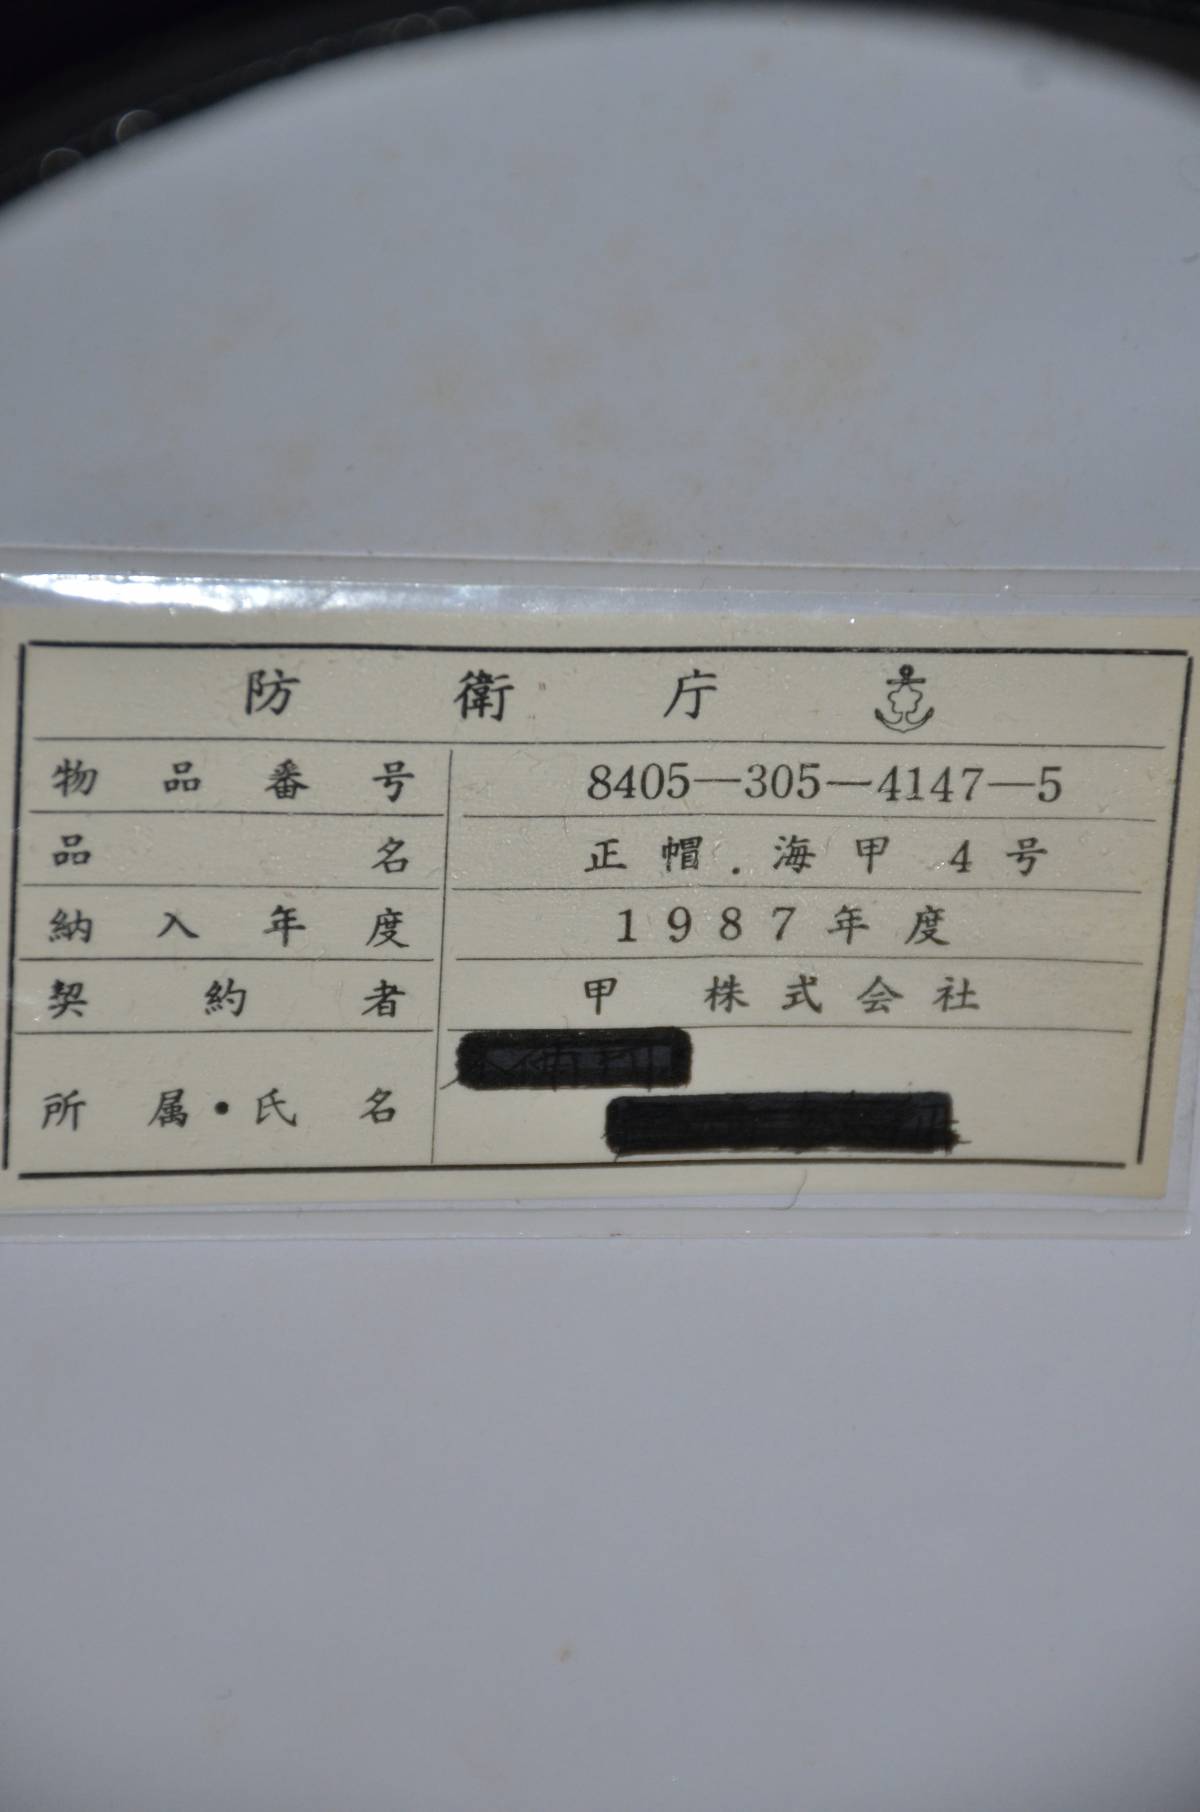 防衛庁
物品番号 8405-305-4147-5
品名 正帽.海甲4号
納入年度 1987年度
契約者 甲株式会社
所属・氏名